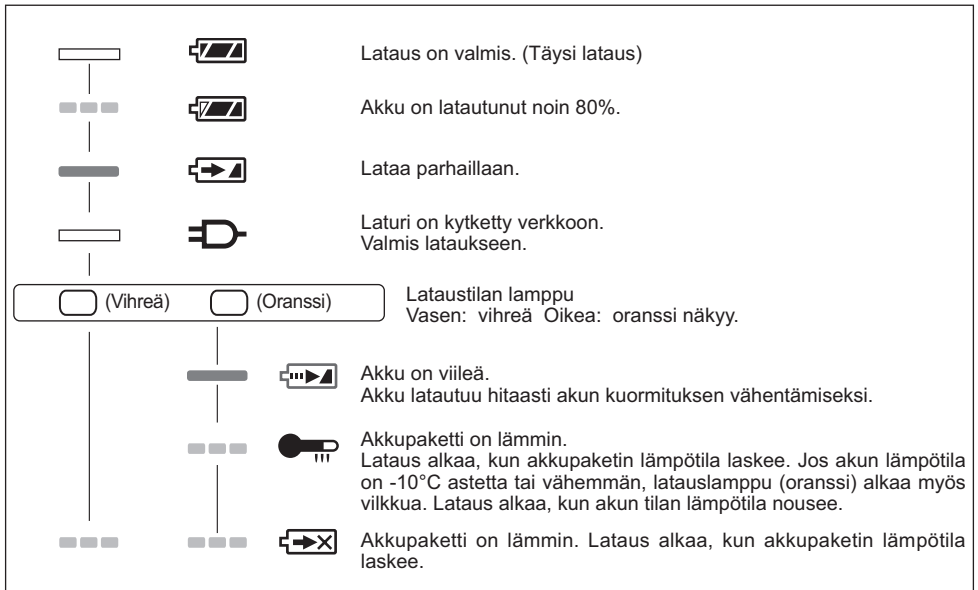 Lataus on valmis. (Täysi lataus)
Akku on latautunut noin 80%.
Lataa parhaillaan.
Laturi on kytketty verkkoon.
Valmis lataukseen.
(Vihreä) (Oranssi) Lataustilan lamppu
Vasen: vihreä Oikea: oranssi näkyy.
Akku on viileä.
Akku latautuu hitaasti akun kuormituksen vähentämiseksi.
Akkupaketti on lämmin.
Lataus alkaa, kun akkupaketin lämpötila laskee. Jos akun lämpötila
on -10°C astetta tai vähemmän, latauslamppu (oranssi) alkaa myös
vilkkua. Lataus alkaa, kun akun tilan lämpötila nousee.
Akkupaketti on lämmin. Lataus alkaa, kun akkupaketin lämpötila
laskee.